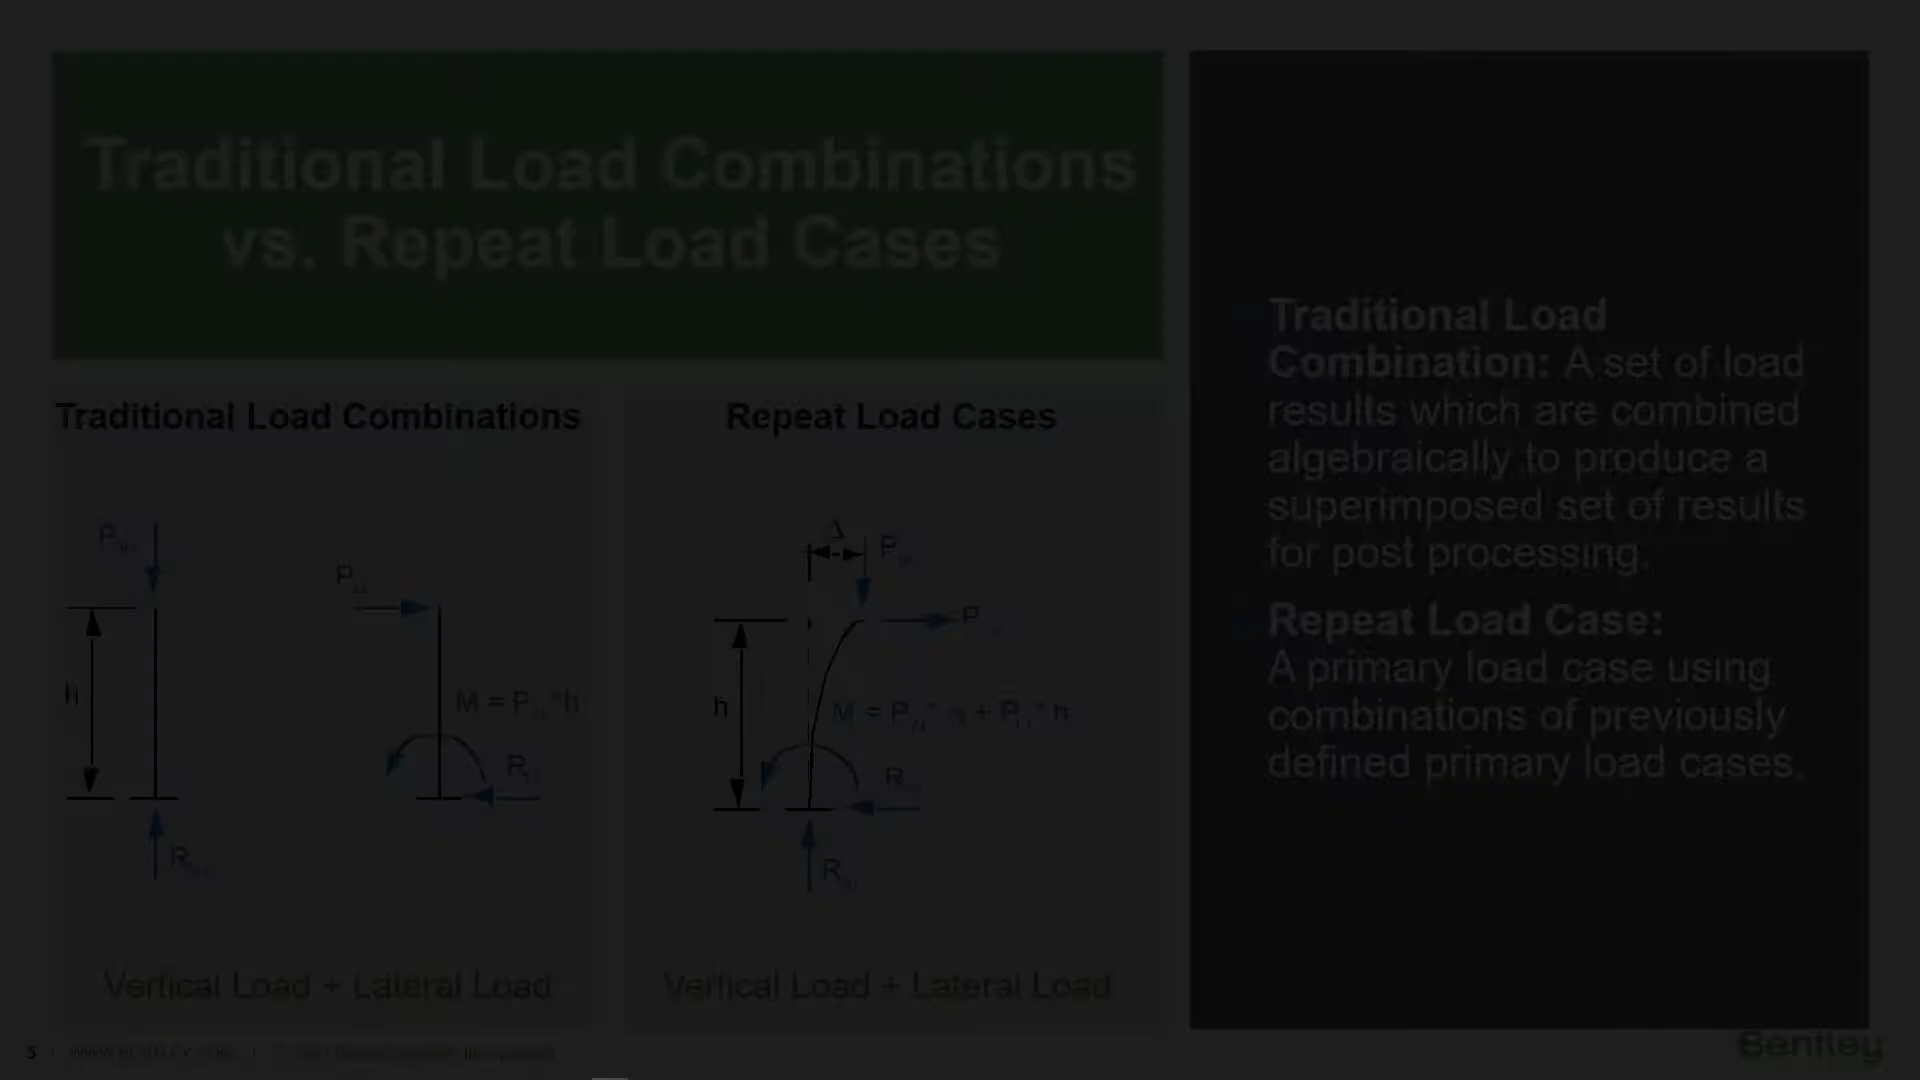 Traditional Load Combinations
vs. Repeat Load Cases
Traditional Load Combinations
h
M = P
*h
R
R
Vertical Load + Lateral Load
Repeat Load Cases
Δ
P
P
h
M = P
+ P
* h
R
R
Vertical Load + Lateral Load
Traditional Load
Combination: A set of load
results which are combined
algebraically to produce a
superimposed set of results
for post processing.
Repeat Load Case:
A primary load case using
combinations of previously
defined primary load cases.
5
Bentley